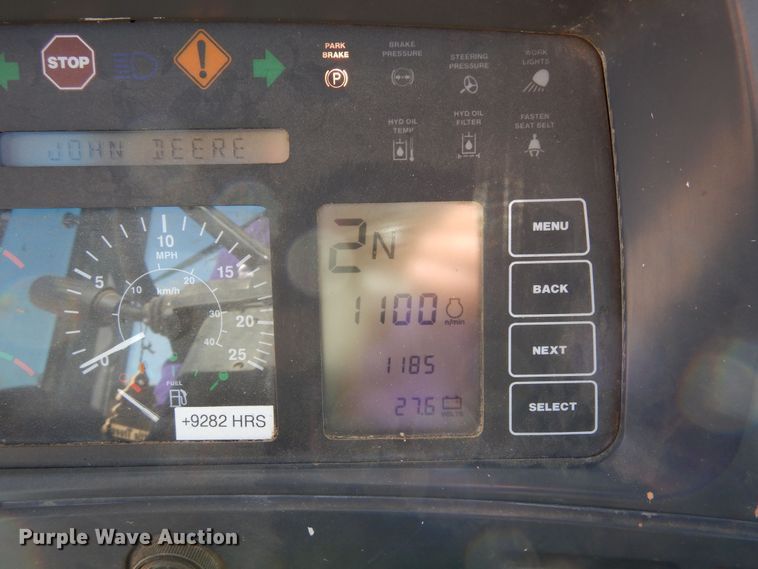 STOP
PARK
BRAKE
P
BRAKE
PRESSURE
STEERING
PRESSURE
WORK
LIGHTS
HYD OIL
TEMP
HYD OIL
FILTER
FASTEN
SEAT BELT
JOHN DEERE
10
MPH
5
15
10
20
km/h
30
20
40
0
25
FUEL
+9282 HRS
2N
1100
n/min
1185
27.6
VOLTS
MENU
BACK
NEXT
SELECT
Purple Wave Auction